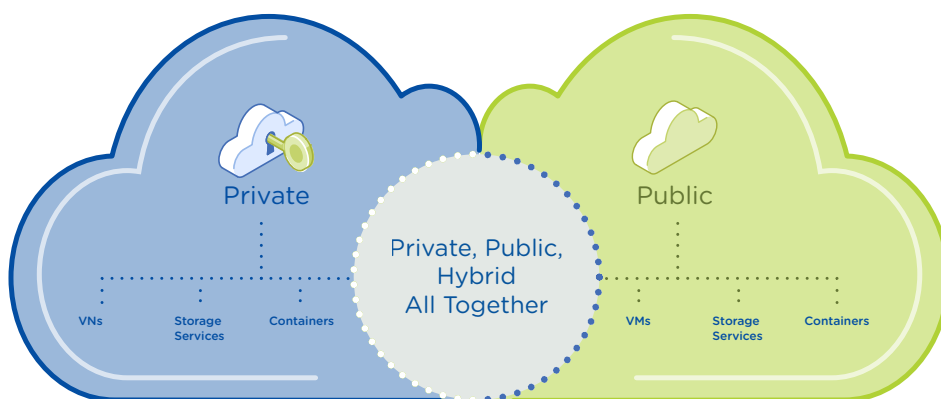 Private
Public
Private, Public,
Hybrid
All Together
VNs
Storage
Services
Containers
VMs
Storage
Services
Containers